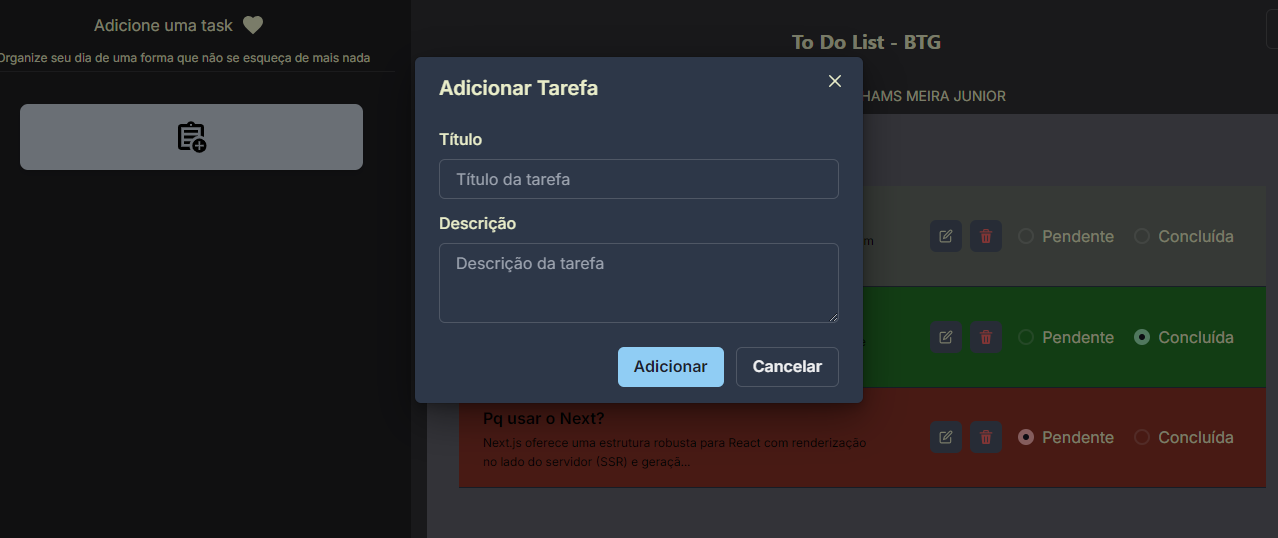 Adicione uma task
Organize seu dia de uma forma que não se esqueça de mais nada
To Do List - BTG
HAMS MEIRA JUNIOR
Adicionar Tarefa
Título
Título da tarefa
Descrição
Descrição da tarefa
Adicionar
Cancelar
Pendente
Concluída
Pendente
Concluída
Pq usar o Next?
Next.js oferece uma estrutura robusta para React com renderização
no lado do servidor (SSR) e geraçã...
Pendente
Concluída